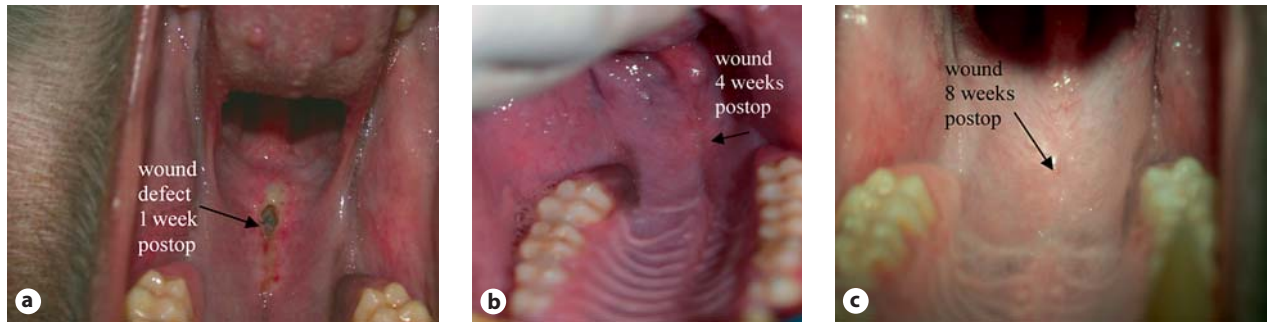 wound
defect
1 week
postop
a
wound
4 weeks
postop
b
wound
8 weeks
postop
c